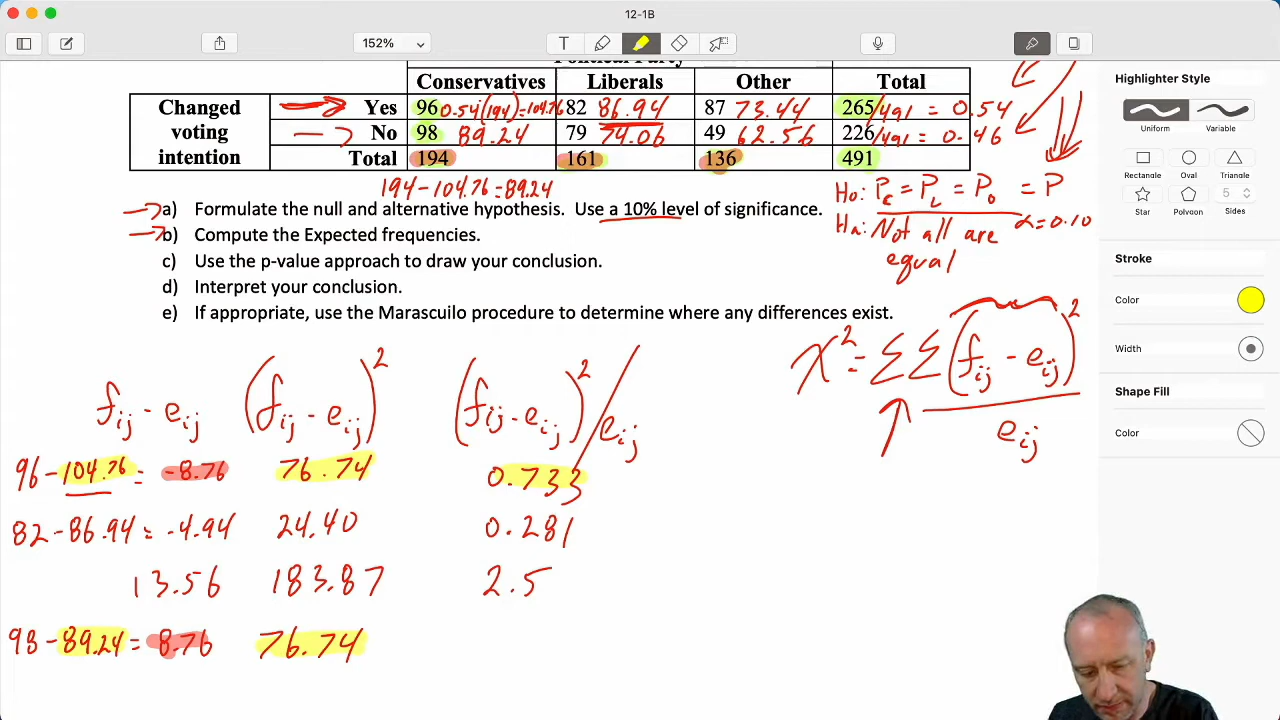 12-1B
152%
T
Political Party
Conservatives Liberals Other Total
Changed voting intention
Yes 96 0.54(194)=104.76 82 86.94 87 73.44 265/491 = 0.54
No 98 89.24 79 74.06 49 62.56 226/491 = 0.46
Total 194 161 136 491
194-104.76=89.24
a) Formulate the null and alternative hypothesis. Use a 10% level of significance.
b) Compute the Expected frequencies.
c) Use the p-value approach to draw your conclusion.
d) Interpret your conclusion.
e) If appropriate, use the Marascuilo procedure to determine where any differences exist.
Ho: Pc = PL = Po = P
Ha: Not all are equal
α=0.10
χ² = ΣΣ (fij - eij)² / eij
fij - eij (fij - eij)² (fij - eij)²/eij
96-104.76 = -8.76 76.74 0.733
82-86.94 = -4.94 24.40 0.281
13.56 183.87 2.5
98-89.24 = 8.76 76.74
Highlighter Style
Uniform Variable
Rectangle Oval Triangle
Star Polygon 5 Sides
Stroke
Color
Width
Shape Fill
Color